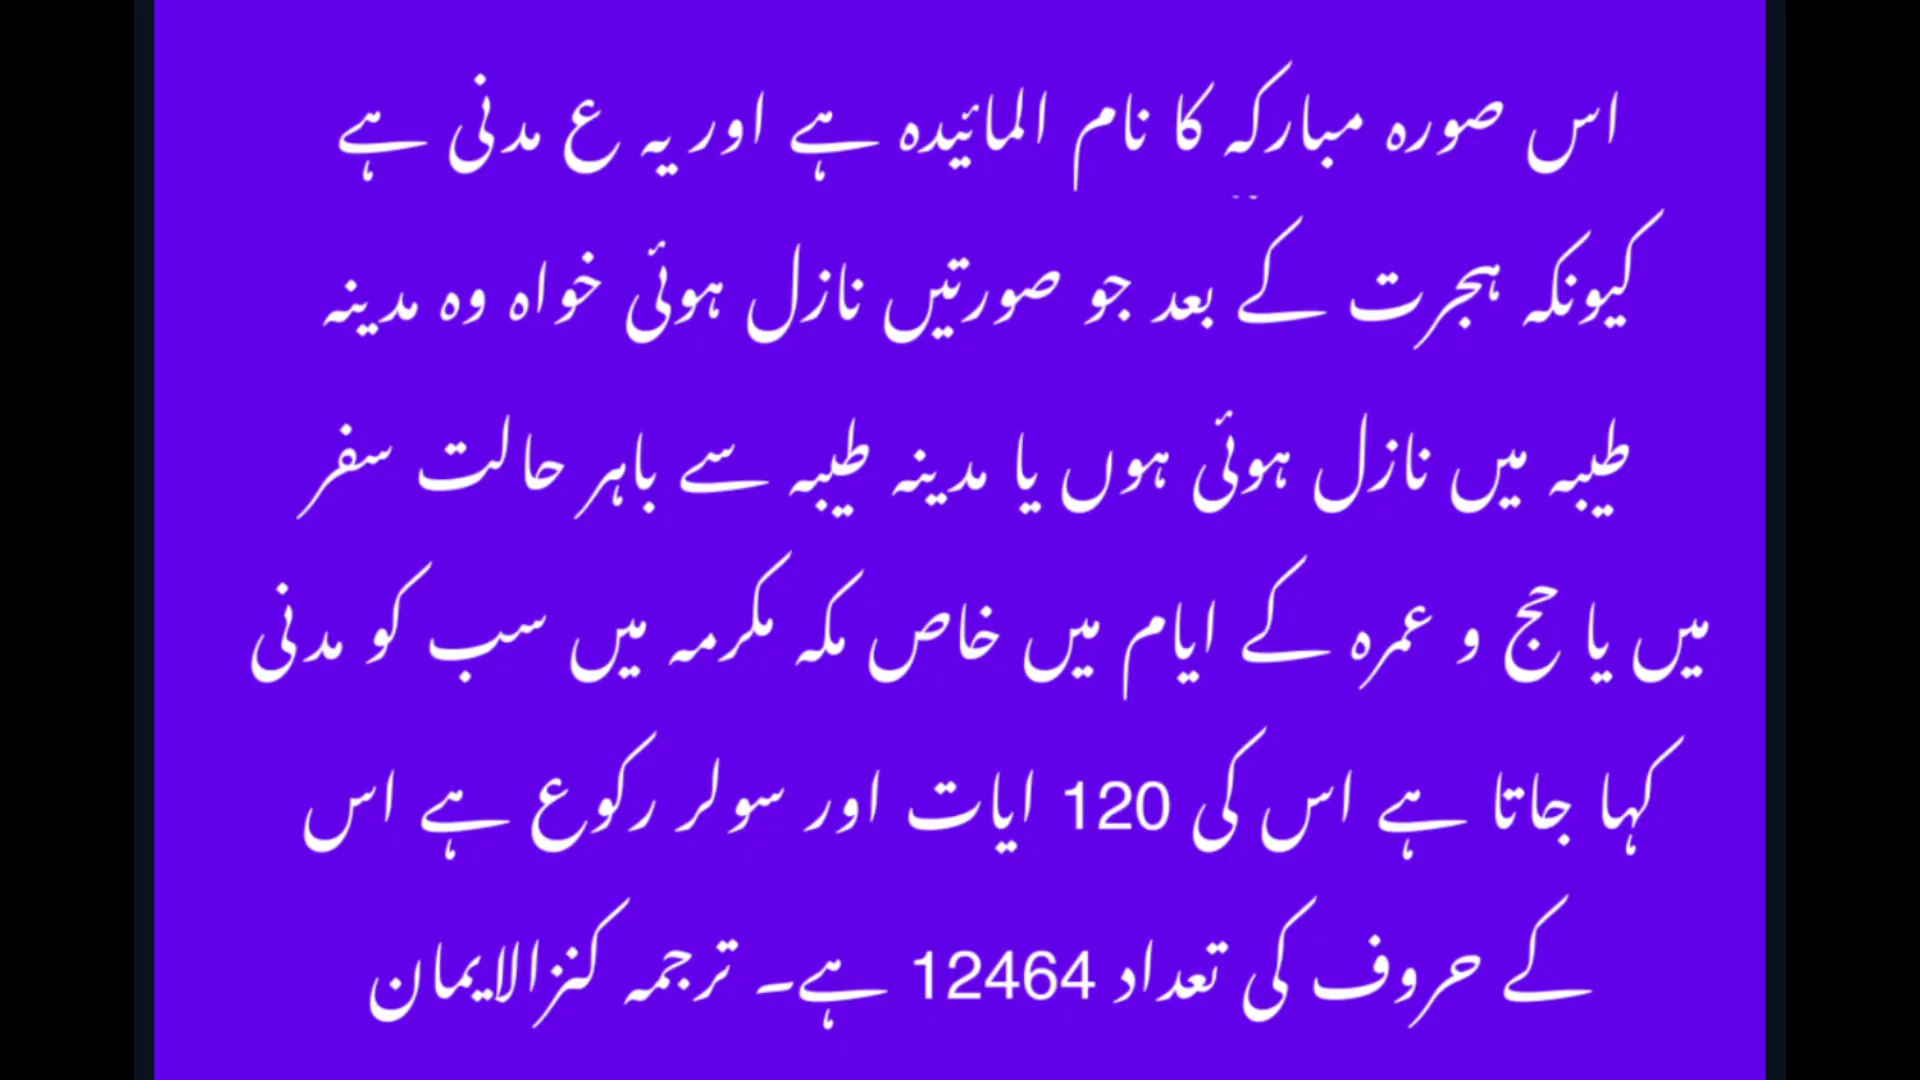 اس صورہ مبارکہ کا نام المائیدہ ہے اور یہ ع مدنی ہے
کیونکہ ہجرت کے بعد جو صورتیں نازل ہوئی خواہ وہ مدینہ
طیبہ میں نازل ہوئی ہوں یا مدینہ طیبہ سے باہر حالت سفر
میں یا حج و عمرہ کے ایام میں خاص مکہ مکرمہ میں سب کو مدنی
کہا جاتا ہے اس کی 120 ایات اور سولر رکوع ہے اس
کے حروف کی تعداد 12464 ہے۔ ترجمہ کنزالایمان